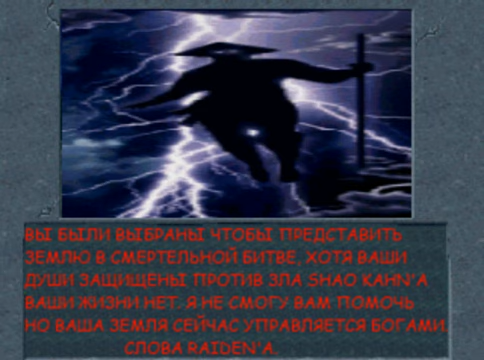 ВЫ БЫЛИ ВЫБРАНЫ ЧТОБЫ ПРЕДСТАВИТЬ
ЗЕМЛЮ В СМЕРТЕЛЬНОЙ БИТВЕ, ХОТЯ ВАШИ
ДУШИ ЗАЩИЩЕНЫ ПРОТИВ ЗЛА SHAO KAHN'А
ВАШИ ЖИЗНИ НЕТ. Я НЕ СМОГУ ВАМ ПОМОЧЬ
НО ВАША ЗЕМЛЯ СЕЙЧАС УПРАВЛЯЕТСЯ БОГАМИ.
СЛОВА RAIDEN'А.